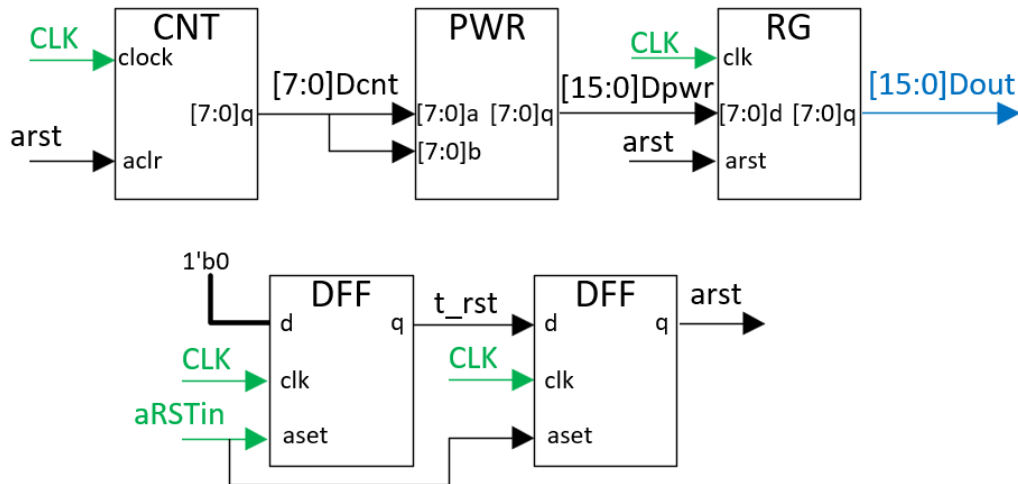 CNT
CLK
clock
[7:0]q
arst
aclr
[7:0]Dcnt
PWR
[7:0]a [7:0]q
[7:0]b
[15:0]Dpwr
RG
CLK
clk
[7:0]d [7:0]q
arst
arst
[15:0]Dout
1'b0
DFF
d q
CLK
clk
aRSTin
aset
t_rst
DFF
d q
CLK
clk
aset
arst